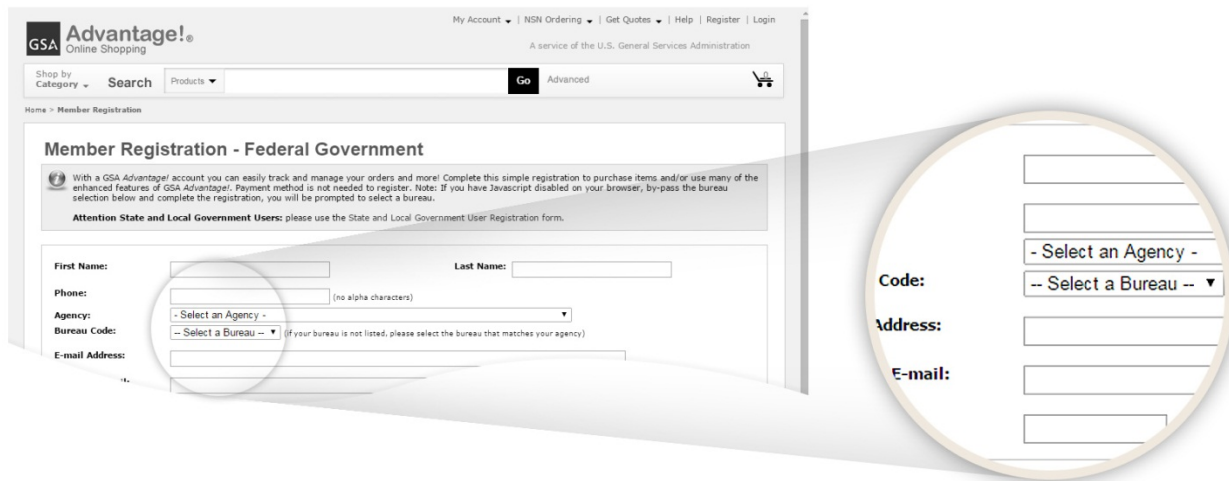 My Account | NSN Ordering | Get Quotes | Help | Register | Login
GSA Advantage!®
Online Shopping
A service of the U.S. General Services Administration
Shop by
Category
Search
Products
Go
Advanced
Home > Member Registration
Member Registration - Federal Government
With a GSA Advantage! account you can easily track and manage your orders and more! Complete this simple registration to purchase items and/or use many of the
enhanced features of GSA Advantage!. Payment method is not needed to register. Note: If you have Javascript disabled on your browser, by-pass the bureau
selection below and complete the registration, you will be prompted to select a bureau.
Attention State and Local Government Users: please use the State and Local Government User Registration form.
First Name:
Last Name:
Phone:
(no alpha characters)
Agency:
- Select an Agency -
Bureau Code:
-- Select a Bureau --
(if your bureau is not listed, please select the bureau that matches your agency)
E-mail Address:
- Select an Agency -
Code:
-- Select a Bureau --
Address:
E-mail: